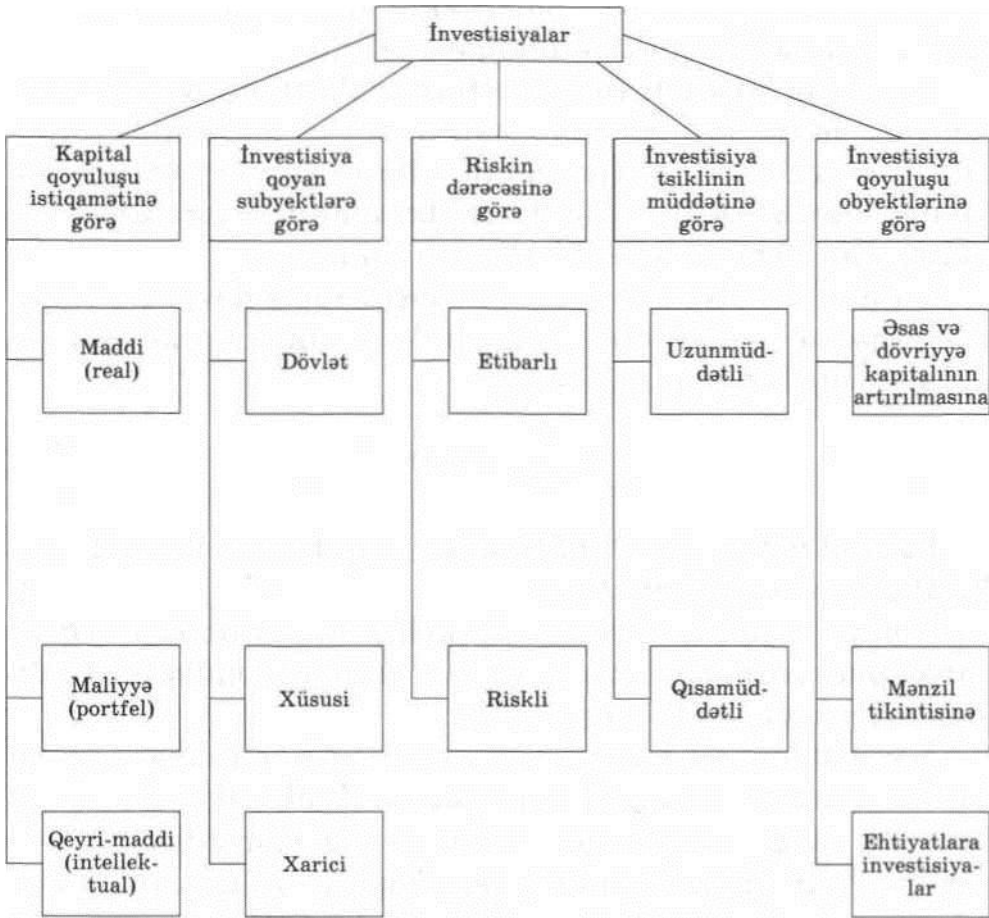 İnvestisiyalar
Kapital
qoyuluşu
istiqamətinə
görə
İnvestisiya
qoyan
subyektlərə
görə
Riskin
dərəcəsinə
görə
İnvestisiya
tsiklinin
müddətinə
görə
İnvestisiya
qoyuluşu
obyektlərinə
görə
Maddi
(real)
Dövlət
Etibarlı
Uzunmüd-
dətli
Əsas və
dövriyyə
kapitalının
artırılmasına
Maliyyə
(portfel)
Xüsusi
Riskli
Qısamüd-
dətli
Mənzil
tikintisinə
Qeyri-maddi
(intellek-
tual)
Xarici
Ehtiyatlara
investisiya-
lar